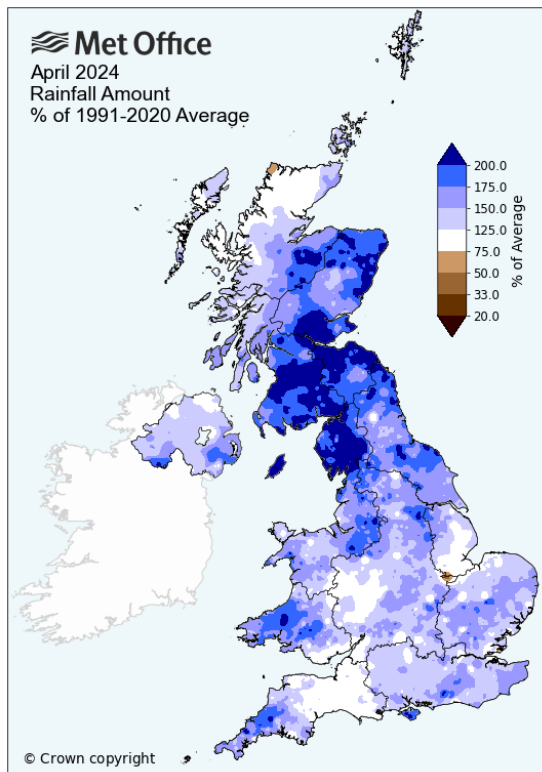 Met Office
April 2024
Rainfall Amount
% of 1991-2020 Average
200.0
175.0
150.0
125.0
75.0
50.0
33.0
20.0
% of Average
© Crown copyright